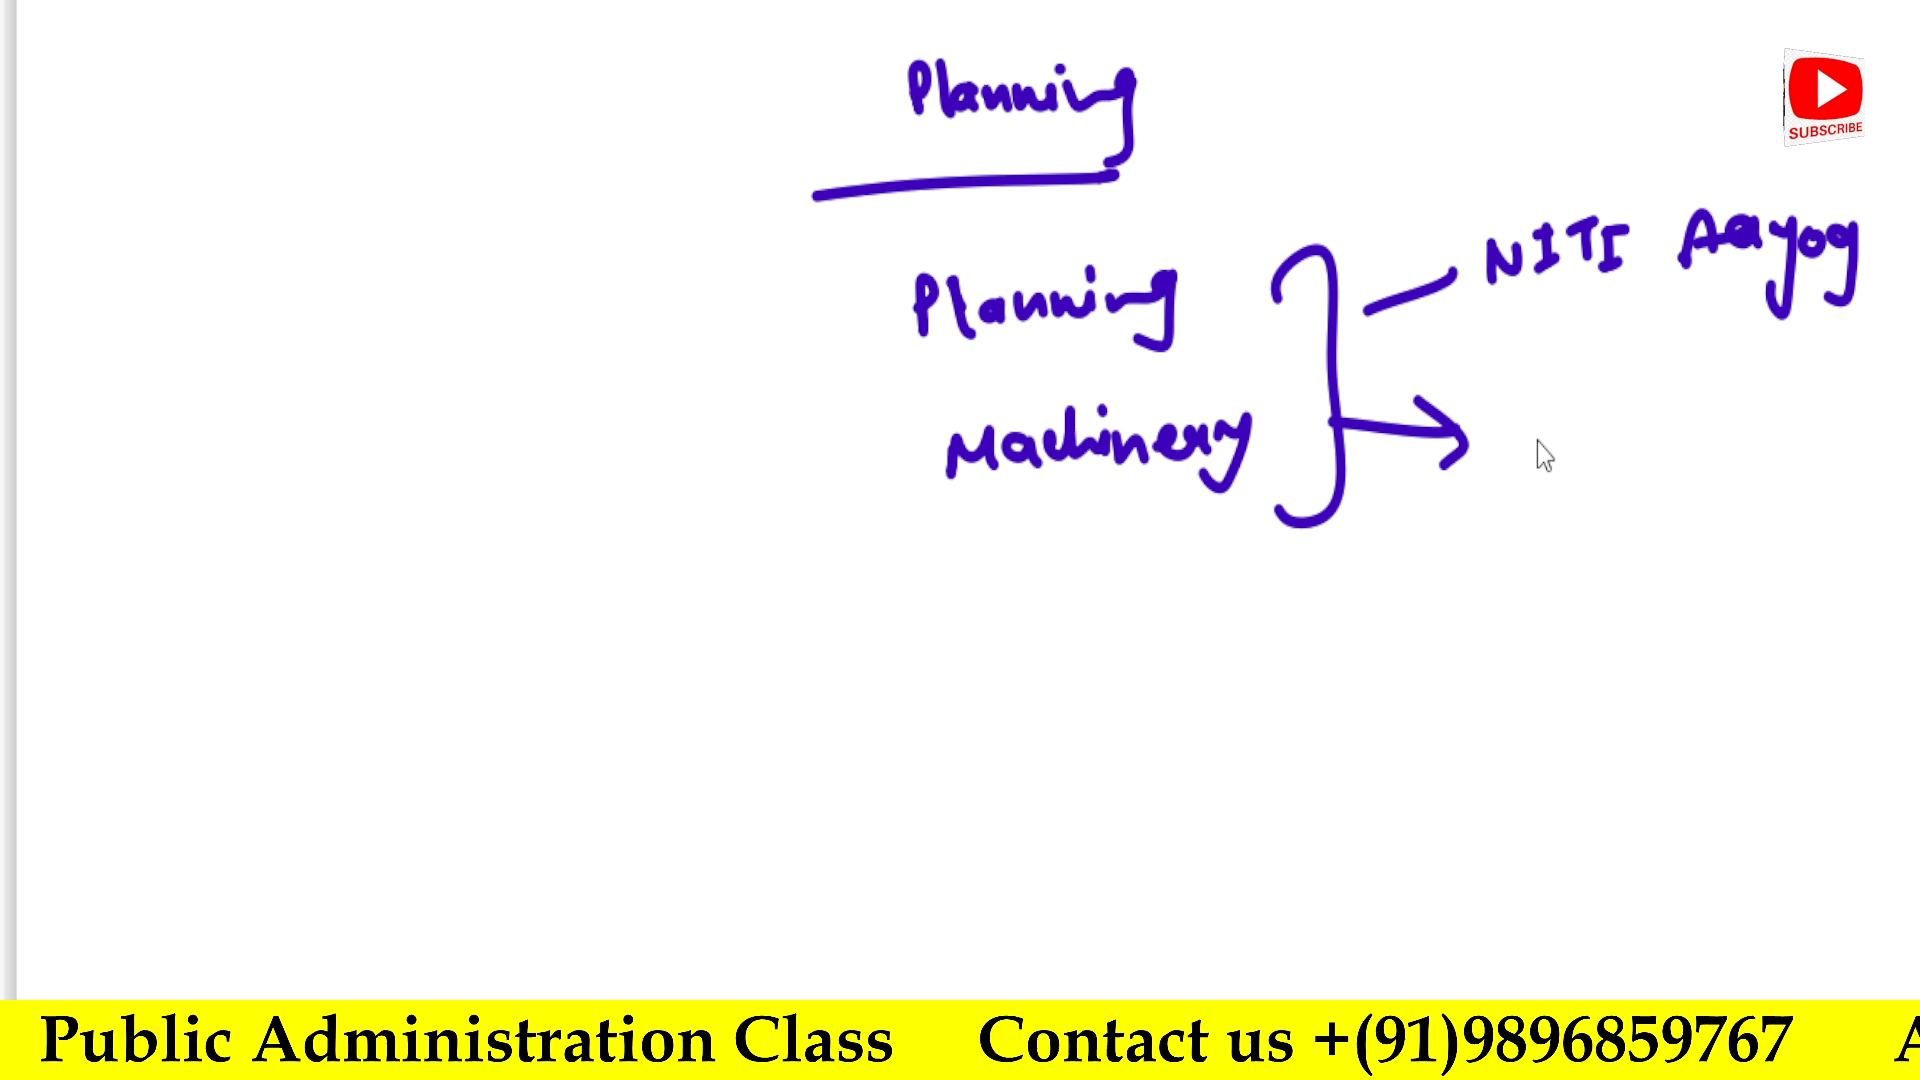 Planning
SUBSCRIBE
NITI Aayog
Planning
Machinery
Public Administration Class Contact us +(91)9896859767 A